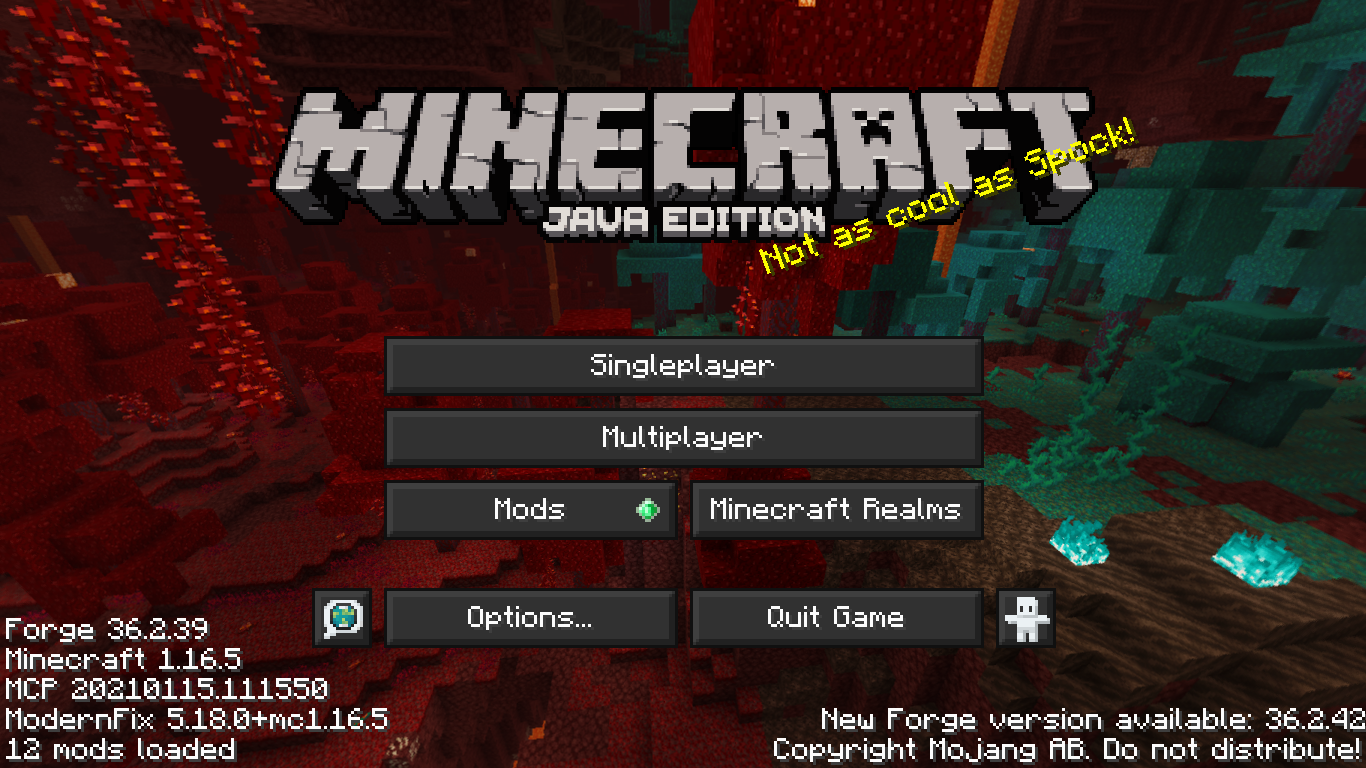 MINECRAFT
JAVA EDITION
Not as cool as Spock!
Singleplayer
Multiplayer
Mods
Minecraft Realms
Options...
Quit Game
Forge 36.2.39
Minecraft 1.16.5
MCP 20210115.111550
ModernFix 5.18.0+mc1.16.5
12 mods loaded
New Forge version available: 36.2.42
Copyright Mojang AB. Do not distribute!